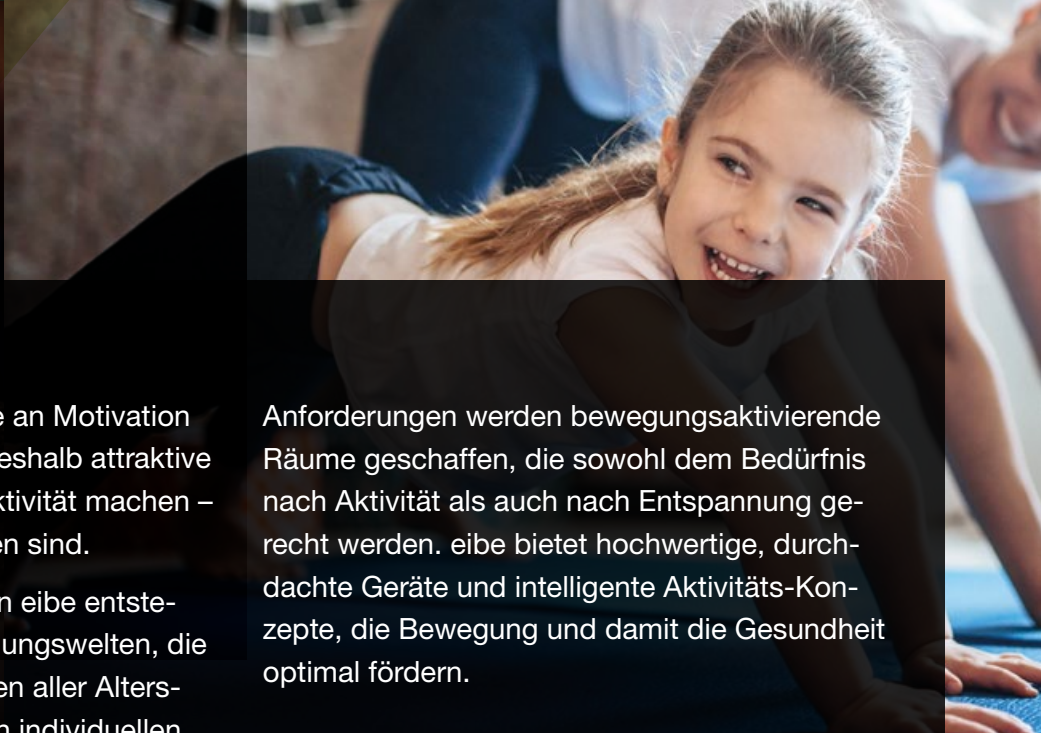 e an Motivation
eshalb attraktive
ktivität machen –
en sind.
n eibe entste-
ungswelten, die
en aller Alters-
n individuellen
Anforderungen werden bewegungsaktivierende
Räume geschaffen, die sowohl dem Bedürfnis
nach Aktivität als auch nach Entspannung ge-
recht werden. eibe bietet hochwertige, durch-
dachte Geräte und intelligente Aktivitäts-Kon-
zepte, die Bewegung und damit die Gesundheit
optimal fördern.